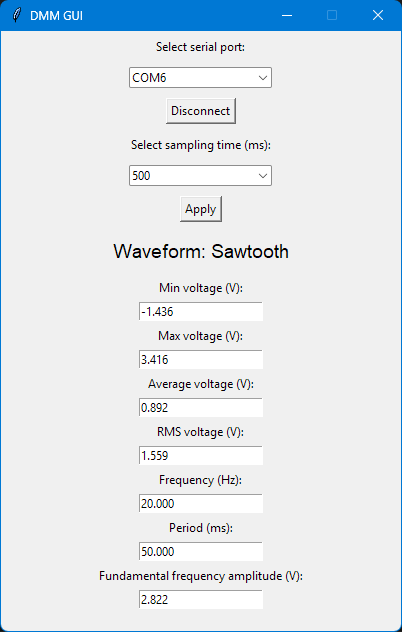 DMM GUI
Select serial port:
COM6
Disconnect
Select sampling time (ms):
500
Apply
Waveform: Sawtooth
Min voltage (V):
-1.436
Max voltage (V):
3.416
Average voltage (V):
0.892
RMS voltage (V):
1.559
Frequency (Hz):
20.000
Period (ms):
50.000
Fundamental frequency amplitude (V):
2.822